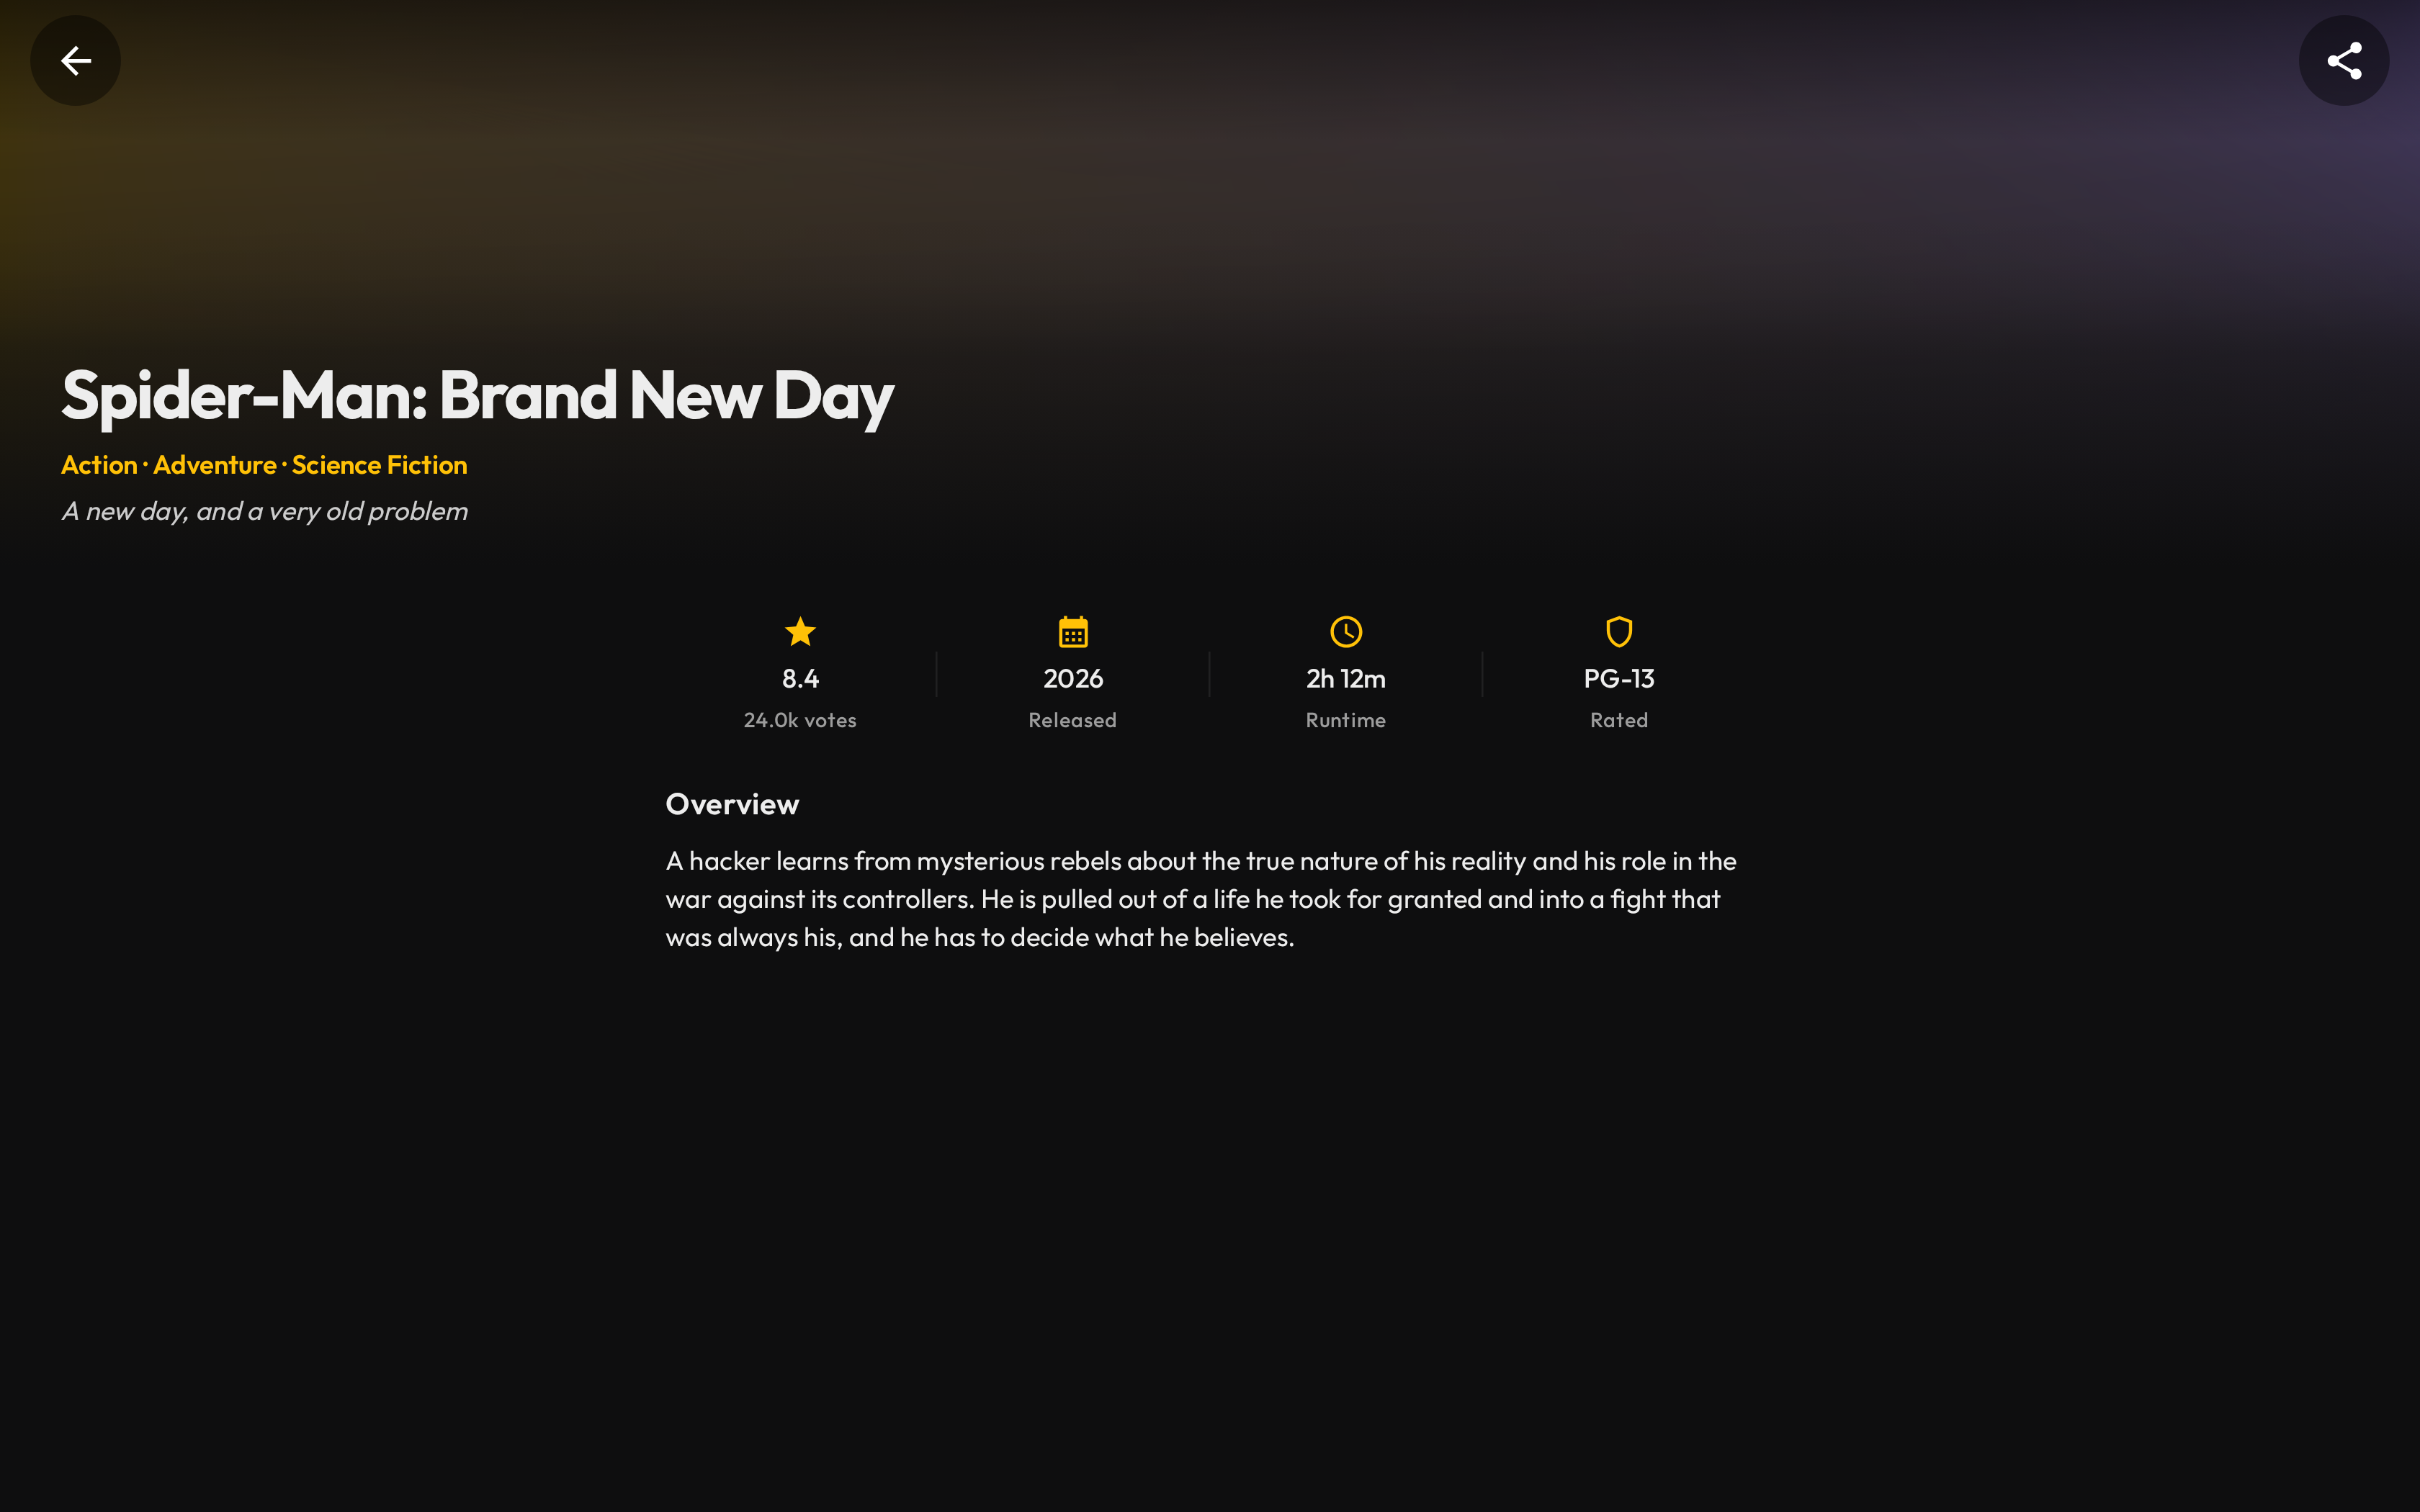 Spider-Man: Brand New Day
Action · Adventure · Science Fiction
A new day, and a very old problem
8.4
24.0k votes
2026
Released
2h 12m
Runtime
PG-13
Rated
Overview
A hacker learns from mysterious rebels about the true nature of his reality and his role in the
war against its controllers. He is pulled out of a life he took for granted and into a fight that
was always his, and he has to decide what he believes.